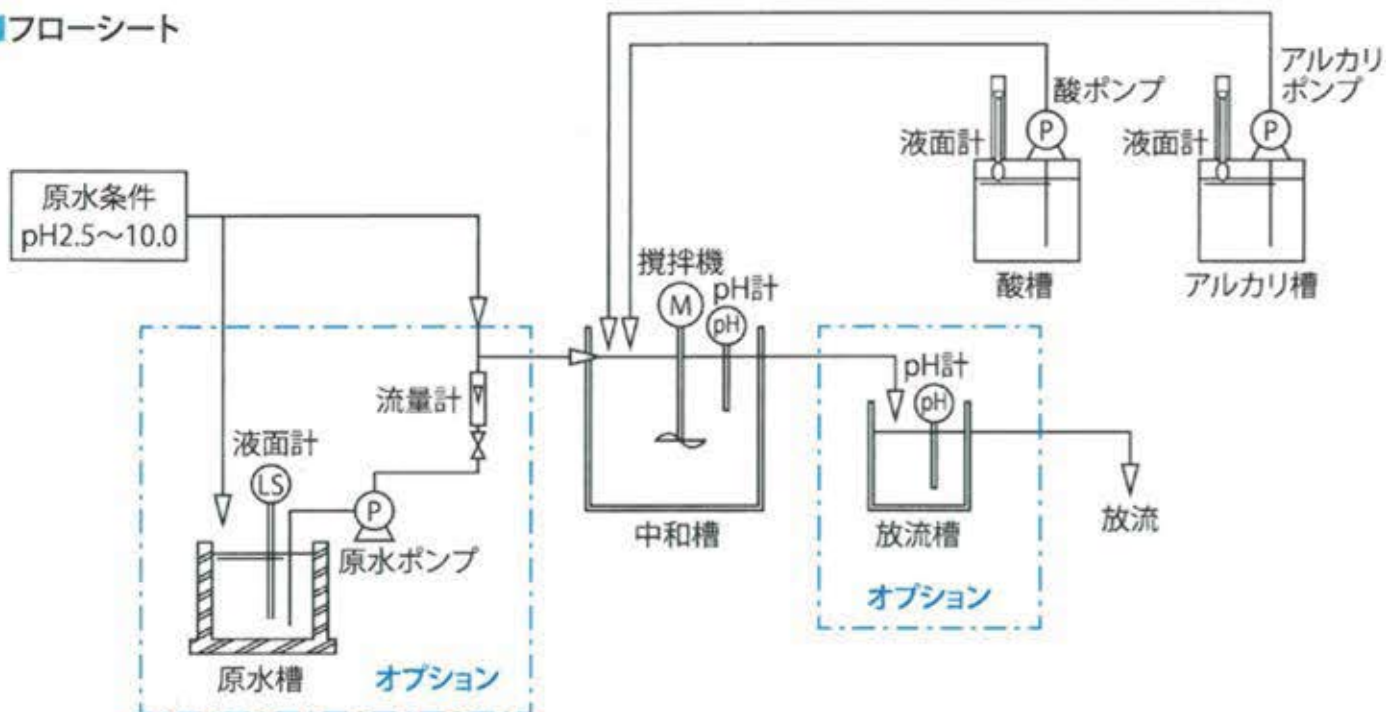 フローシート
アルカリ
ポンプ
酸ポンプ
P
P
液面計
液面計
原水条件
pH2.5～10.0
酸槽
アルカリ槽
撹拌機
pH計
M
pH
pH計
pH
流量計
液面計
LS
P
原水ポンプ
中和槽
放流槽
放流
オプション
原水槽
オプション